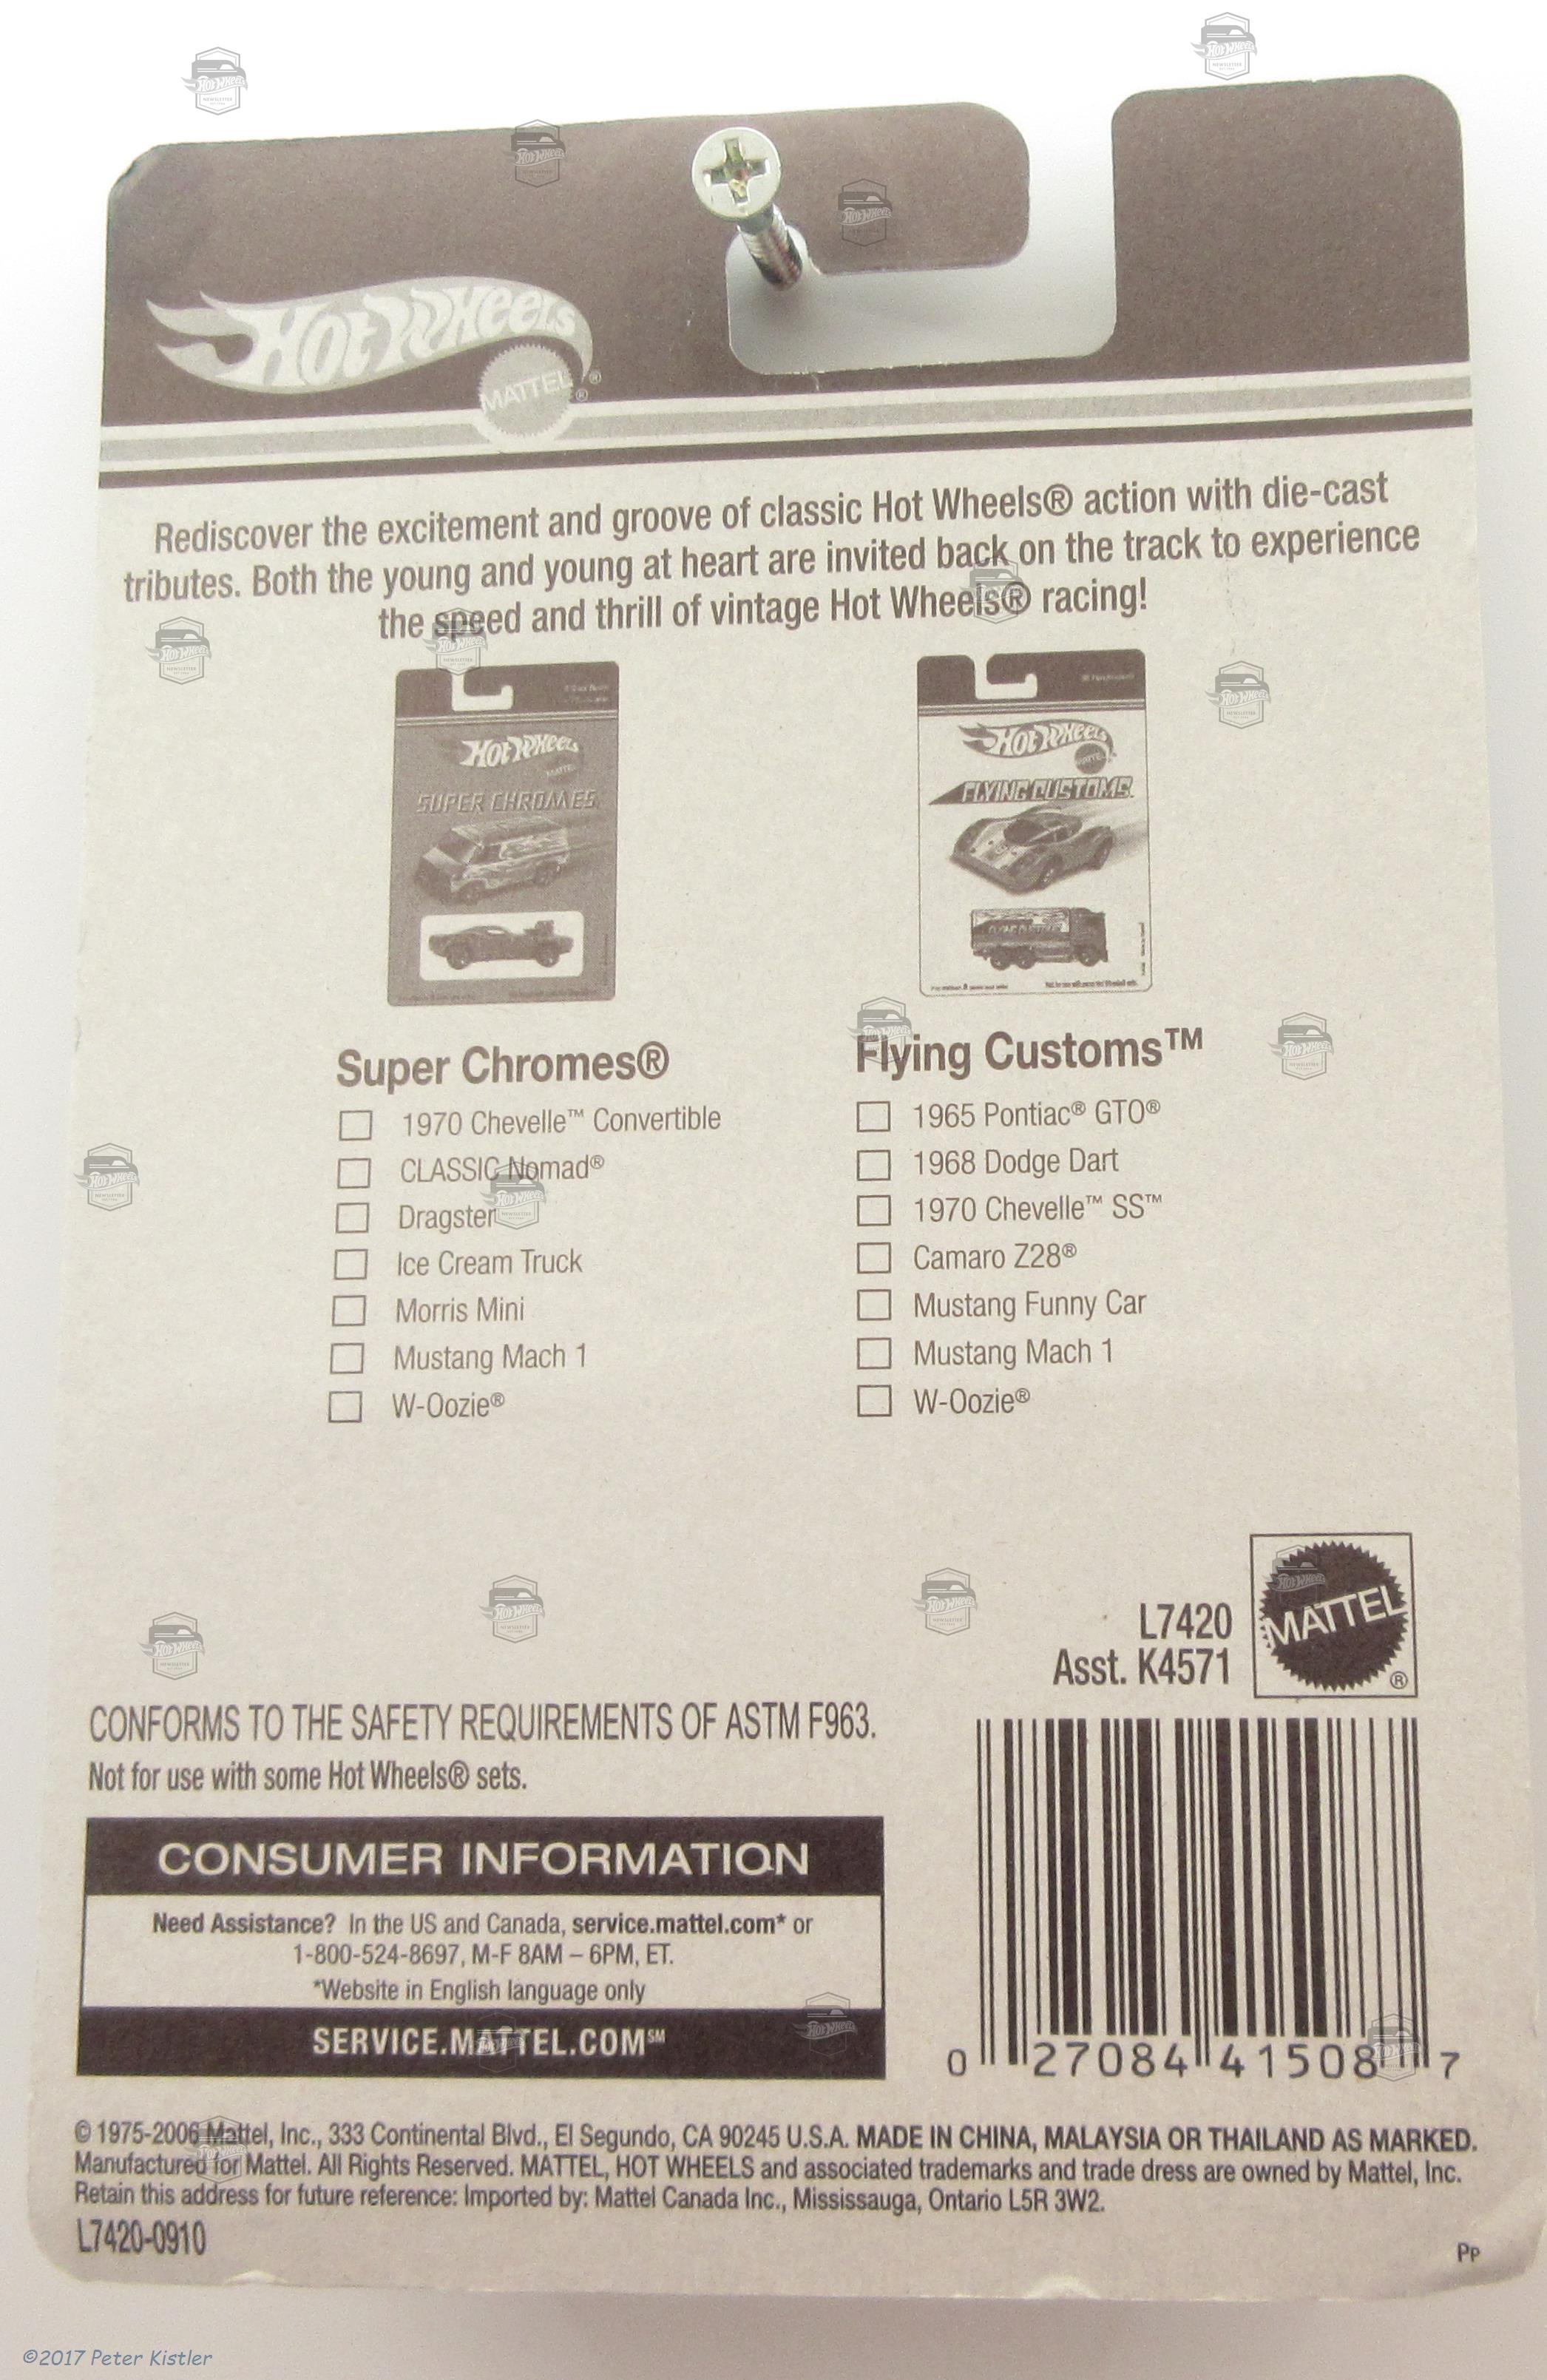 Hot Wheels
MATTEL
Rediscover the excitement and groove of classic Hot Wheels® action with die-cast
tributes. Both the young and young at heart are invited back on the track to experience
the speed and thrill of vintage Hot Wheels® racing!
Hot Wheels
MATTEL
SUPER CHROMES
Hot Wheels
MATTEL
FLYING CUSTOMS
Super Chromes®
1970 Chevelle™ Convertible
CLASSIC Nomad®
Dragster
Ice Cream Truck
Morris Mini
Mustang Mach 1
W-Oozie®
Flying Customs™
1965 Pontiac® GTO®
1968 Dodge Dart
1970 Chevelle™ SS™
Camaro Z28®
Mustang Funny Car
Mustang Mach 1
W-Oozie®
L7420
Asst. K4571
MATTEL®
CONFORMS TO THE SAFETY REQUIREMENTS OF ASTM F963.
Not for use with some Hot Wheels® sets.
CONSUMER INFORMATION
Need Assistance? In the US and Canada, service.mattel.com* or
1-800-524-8697, M-F 8AM – 6PM, ET.
*Website in English language only
SERVICE.MATTEL.COM℠
0 27084 41508 7
© 1975-2006 Mattel, Inc., 333 Continental Blvd., El Segundo, CA 90245 U.S.A. MADE IN CHINA, MALAYSIA OR THAILAND AS MARKED.
Manufactured for Mattel. All Rights Reserved. MATTEL, HOT WHEELS and associated trademarks and trade dress are owned by Mattel, Inc.
Retain this address for future reference: Imported by: Mattel Canada Inc., Mississauga, Ontario L5R 3W2.
L7420-0910
PP
©2017 Peter Kistler